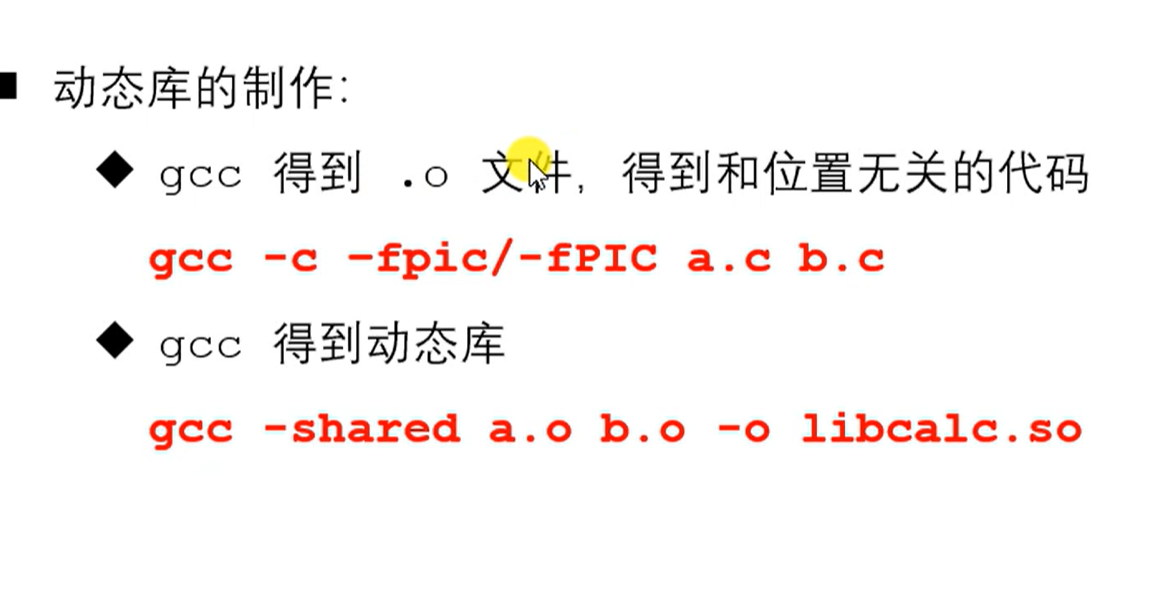 动态库的制作:
gcc 得到 .o 文件, 得到和位置无关的代码
gcc -c -fpic/-fPIC a.c b.c
gcc 得到动态库
gcc -shared a.o b.o -o libcalc.so